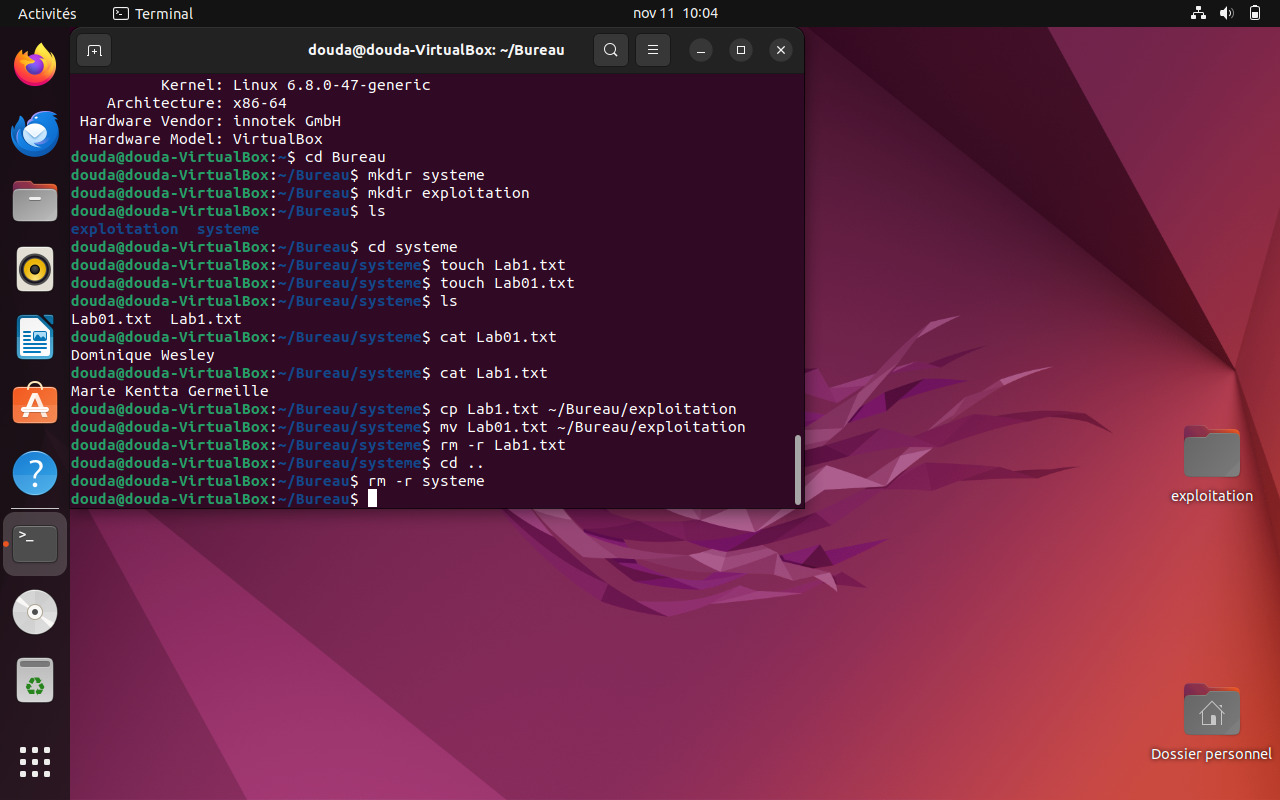 Activités Terminal nov 11 10:04
douda@douda-VirtualBox: ~/Bureau
Kernel: Linux 6.8.0-47-generic
Architecture: x86-64
Hardware Vendor: innotek GmbH
Hardware Model: VirtualBox
douda@douda-VirtualBox:~$ cd Bureau
douda@douda-VirtualBox:~/Bureau$ mkdir systeme
douda@douda-VirtualBox:~/Bureau$ mkdir exploitation
douda@douda-VirtualBox:~/Bureau$ ls
exploitation  systeme
douda@douda-VirtualBox:~/Bureau$ cd systeme
douda@douda-VirtualBox:~/Bureau/systeme$ touch Lab1.txt
douda@douda-VirtualBox:~/Bureau/systeme$ touch Lab01.txt
douda@douda-VirtualBox:~/Bureau/systeme$ ls
Lab01.txt  Lab1.txt
douda@douda-VirtualBox:~/Bureau/systeme$ cat Lab01.txt
Dominique Wesley
douda@douda-VirtualBox:~/Bureau/systeme$ cat Lab1.txt
Marie Kentta Germeille
douda@douda-VirtualBox:~/Bureau/systeme$ cp Lab1.txt ~/Bureau/exploitation
douda@douda-VirtualBox:~/Bureau/systeme$ mv Lab01.txt ~/Bureau/exploitation
douda@douda-VirtualBox:~/Bureau/systeme$ rm -r Lab1.txt
douda@douda-VirtualBox:~/Bureau/systeme$ cd ..
douda@douda-VirtualBox:~/Bureau$ rm -r systeme
douda@douda-VirtualBox:~/Bureau$
exploitation
Dossier personnel